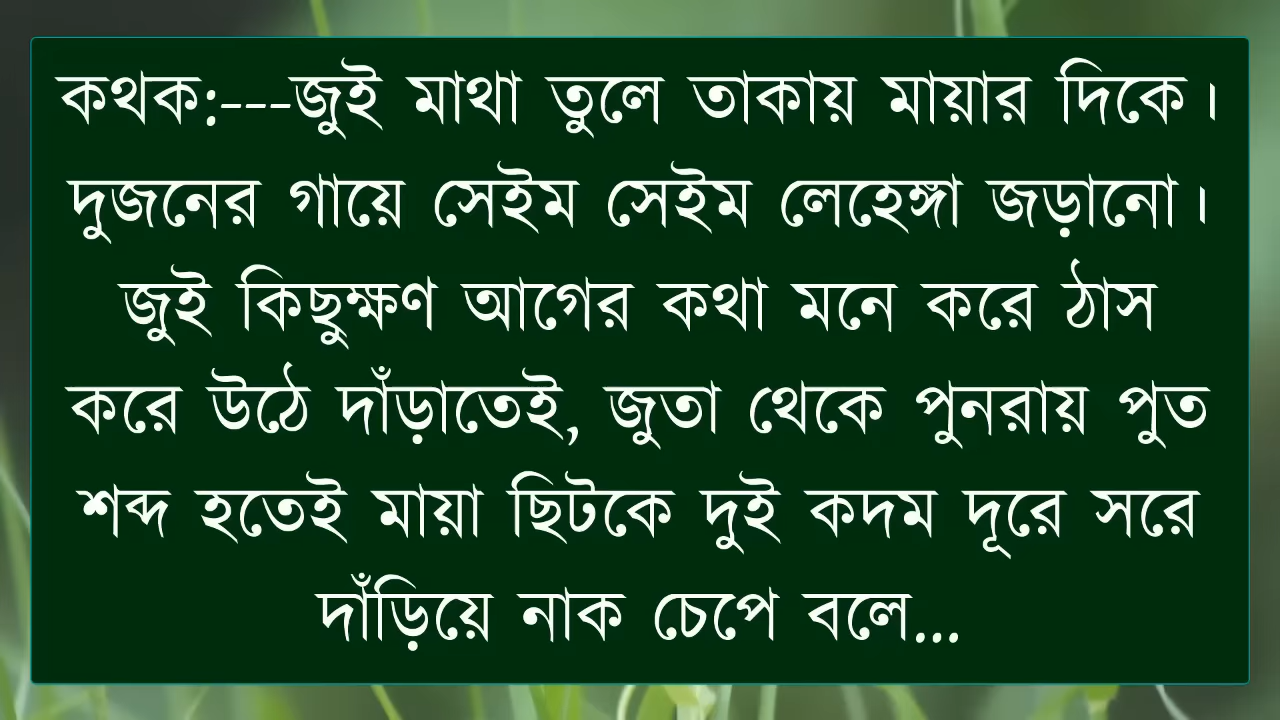 কথক:---জুই মাথা তুলে তাকায় মায়ার দিকে।
দুজনের গায়ে সেইম সেইম লেহেঙ্গা জড়ানো।
জুই কিছুক্ষণ আগের কথা মনে করে ঠাস
করে উঠে দাঁড়াতেই, জুতা থেকে পুনরায় পুত
শব্দ হতেই মায়া ছিটকে দুই কদম দূরে সরে
দাঁড়িয়ে নাক চেপে বলে...